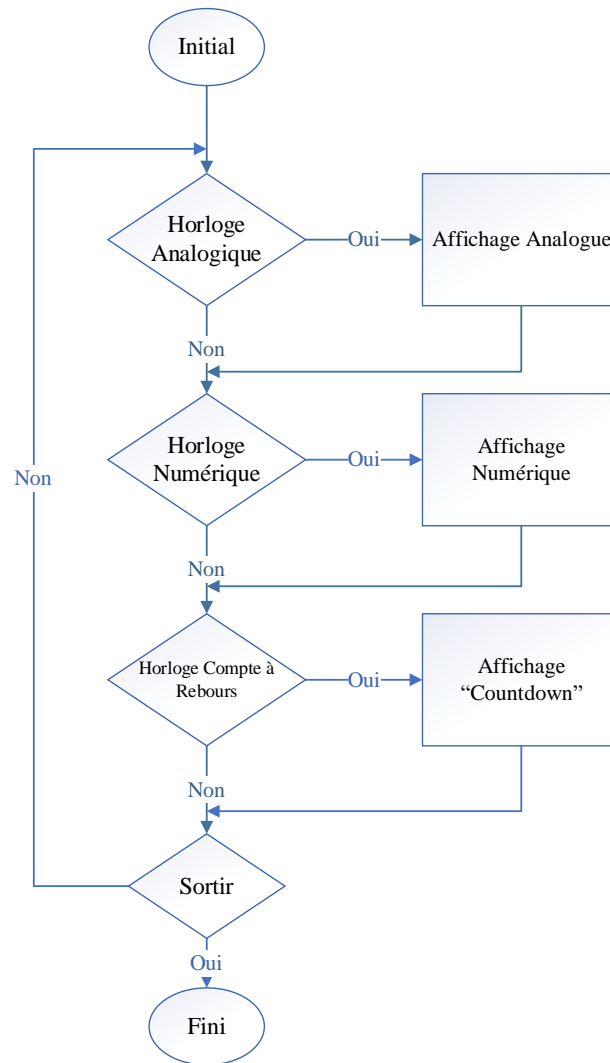 Initial
Horloge
Analogique
Oui
Affichage Analogue
Non
Horloge
Numérique
Oui
Affichage
Numérique
Non
Non
Horloge Compte à
Rebours
Oui
Affichage
“Countdown”
Non
Sortir
Oui
Fini